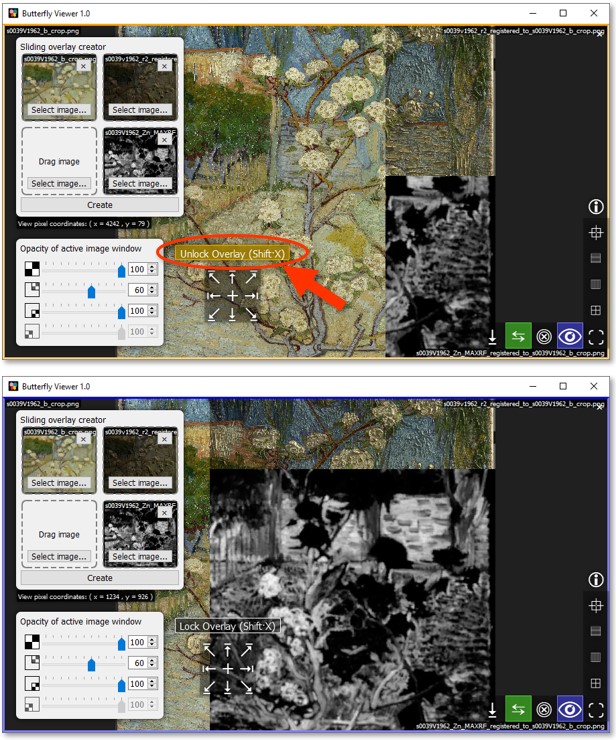 Butterfly Viewer 1.0
s0039V1962_b_crop.png
s0039v1962_r2_registered_to_s0039V1962_b_crop.png
Sliding overlay creator
s0039V1962_b_crop.png
s0039v1962_r2_registere
Select image...
Select image...
s0039V1962_Zn_MAXRF_
Drag image
Select image...
Select image...
Create
View pixel coordinates: ( x = 4242 , y = 79 )
Opacity of active image window
Unlock Overlay (Shift·X)
100
60
100
100
s0039V1962_Zn_MAXRF_registered_to_s0039V1962_b_crop.png
Butterfly Viewer 1.0
s0039V1962_b_crop.png
s0039v1962_r2_registered_to_s0039V1962_b_crop.png
Sliding overlay creator
s0039V1962_b_crop.png
s0039v1962_r2_registere
Select image...
Select image...
s0039V1962_Zn_MAXRF_
Drag image
Select image...
Select image...
Create
View pixel coordinates: ( x = 1234 , y = 926 )
Opacity of active image window
Lock Overlay (Shift·X)
100
60
100
100
s0039V1962_Zn_MAXRF_registered_to_s0039V1962_b_crop.png